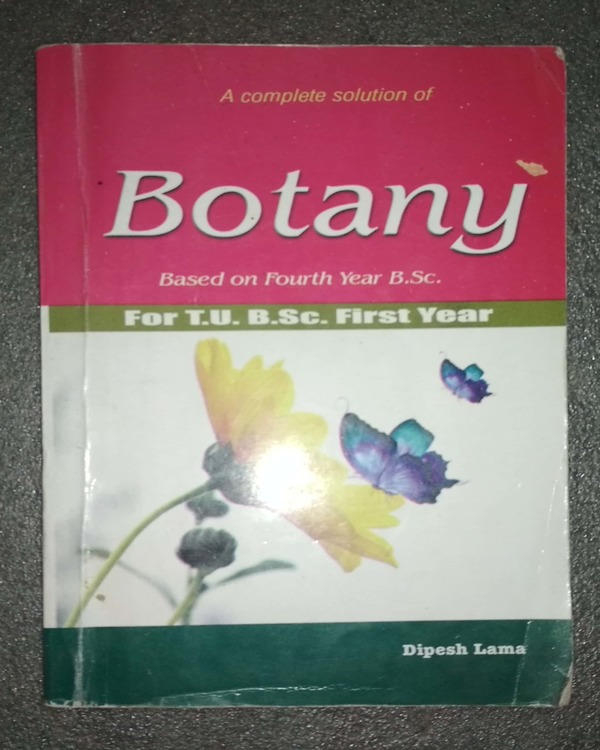 A complete solution of
Botany
Based on Fourth Year B.Sc.
For T.U. B.Sc. First Year
Dipesh Lama